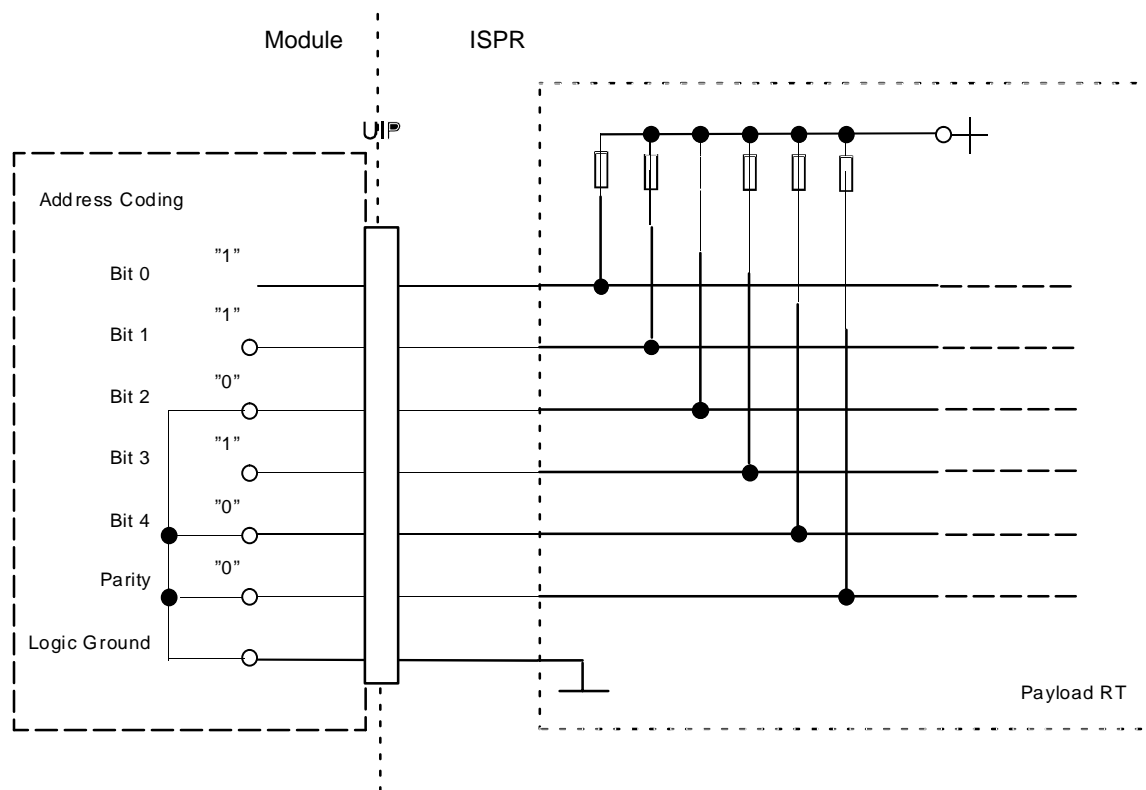 Module
ISPR
UIP
Address Coding
Bit 0 "1"
Bit 1 "1"
Bit 2 "0"
Bit 3 "1"
Bit 4 "0"
Parity "0"
Logic Ground
Payload RT